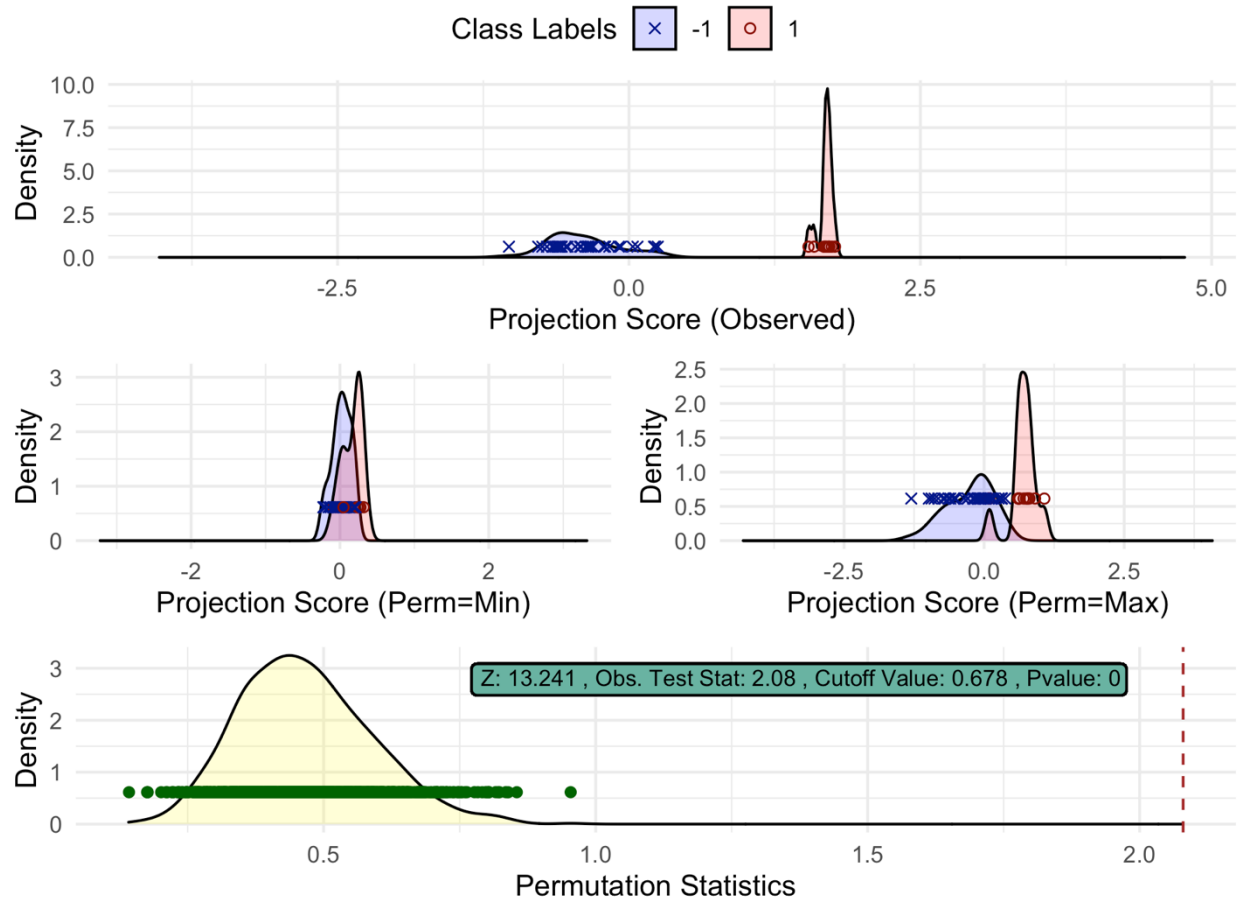 Class Labels -1 1
10.0
7.5
5.0
2.5
0.0
Density
-2.5 0.0 2.5 5.0
Projection Score (Observed)
3
2
1
0
Density
-2 0 2
Projection Score (Perm=Min)
2.5
2.0
1.5
1.0
0.5
0.0
Density
-2.5 0.0 2.5
Projection Score (Perm=Max)
3
2
1
0
Density
Z: 13.241 , Obs. Test Stat: 2.08 , Cutoff Value: 0.678 , Pvalue: 0
0.5 1.0 1.5 2.0
Permutation Statistics